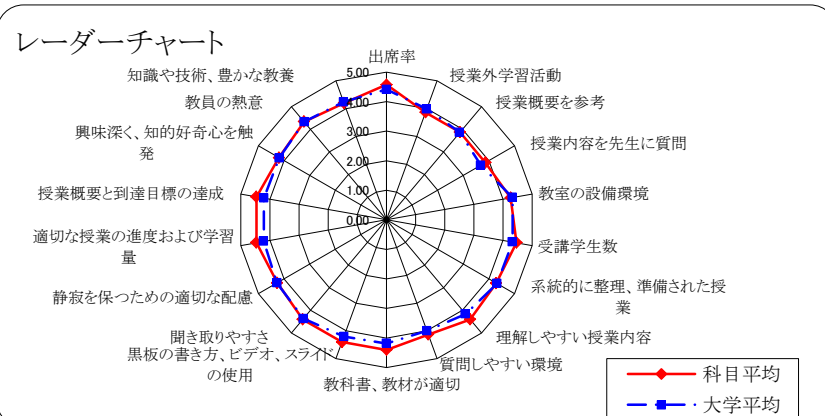 レーダーチャート
出席率
授業外学習活動
授業概要を参考
授業内容を先生に質問
教室の設備環境
受講学生数
系統的に整理、準備された授
業
理解しやすい授業内容
質問しやすい環境
教科書、教材が適切
黒板の書き方、ビデオ、スライド
の使用
聞き取りやすさ
静寂を保つための適切な配慮
適切な授業の進度および学習
量
授業概要と到達目標の達成
興味深く、知的好奇心を触
発
教員の熱意
知識や技術、豊かな教養
5.00
4.00
3.00
2.00
1.00
0.00
科目平均
大学平均